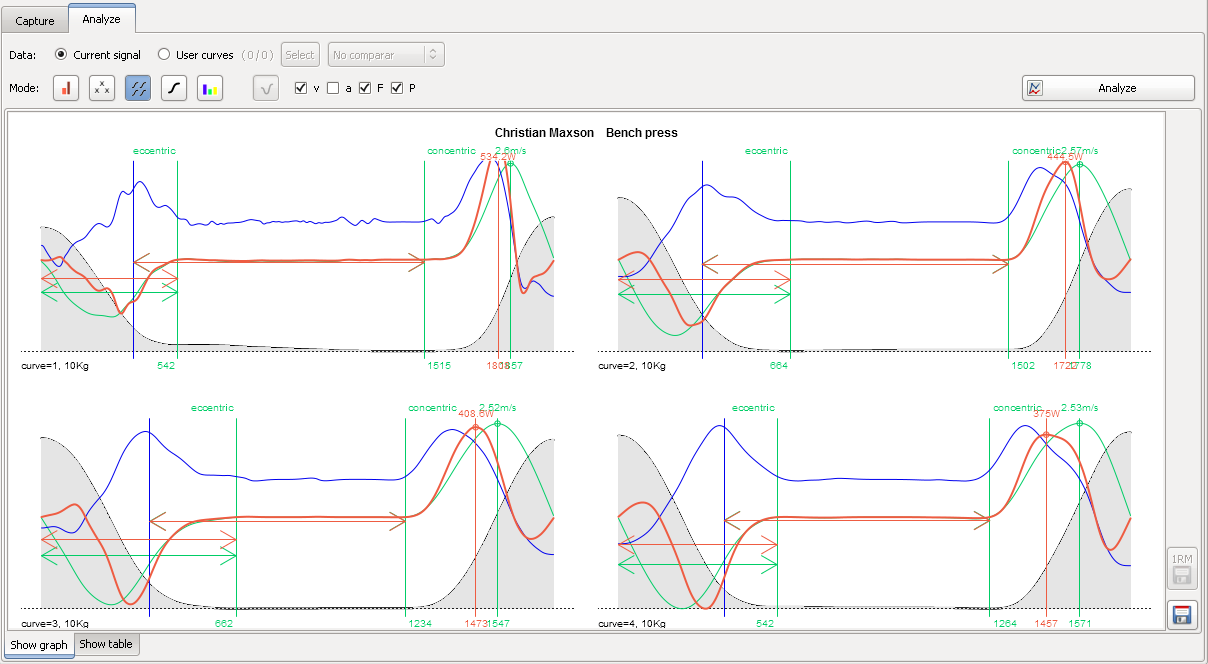 Capture
Analyze
Data: Current signal User curves (0/0) Select No comparar
Mode: x x x v a F P Analyze
Christian Maxson Bench press
eccentric concentric 2.6m/s
534.2W
542 1515 1808 1857
curve=1, 10Kg
eccentric concentric 2.57m/s
444.5W
664 1502 1722 1778
curve=2, 10Kg
eccentric concentric 2.52m/s
408.6W
662 1234 1473 1547
curve=3, 10Kg
eccentric concentric 2.53m/s
375W
542 1264 1457 1571
curve=4, 10Kg
1RM
Show graph Show table